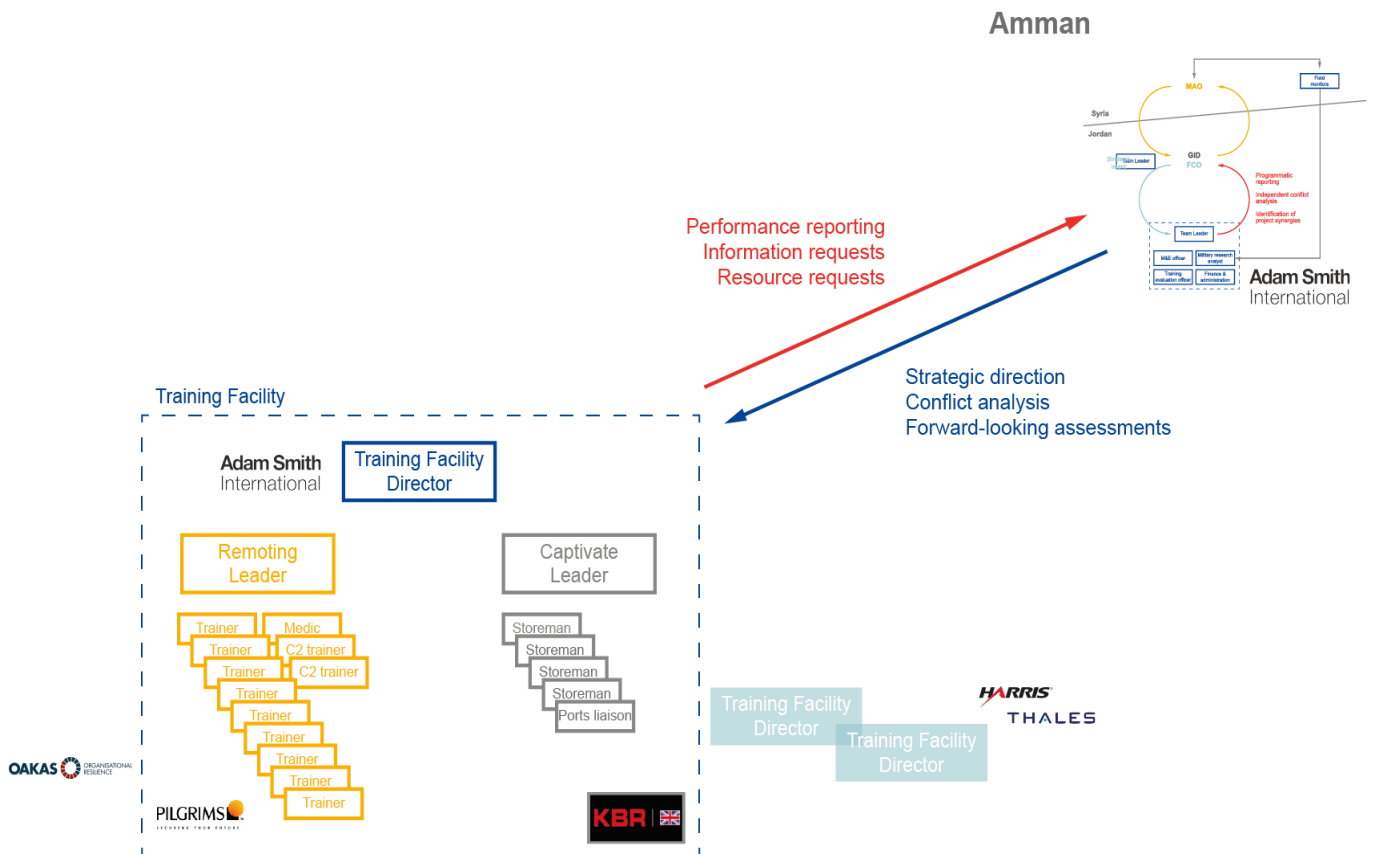 Amman
Field
monitors
MAO
Syria
Jordan
GID
FCO
Team Leader
Programmatic
reporting
Independent conflict
analysis
Identification of
project synergies
Team Leader
M&E officer
Military research
analyst
Training
evaluation officer
Finance &
administration
Adam Smith
International
Performance reporting
Information requests
Resource requests
Strategic direction
Conflict analysis
Forward-looking assessments
Training Facility
Adam Smith
International
Training Facility
Director
Remoting
Leader
Captivate
Leader
Trainer
Medic
Trainer
C2 trainer
Trainer
C2 trainer
Trainer
Trainer
Trainer
Trainer
Trainer
Trainer
Storeman
Storeman
Storeman
Storeman
Ports liaison
Training Facility
Director
Training Facility
Director
HARRIS
THALES
OAKAS
ORGANISATIONAL
RESILIENCE
PILGRIMS
SECURING YOUR FUTURE
KBR